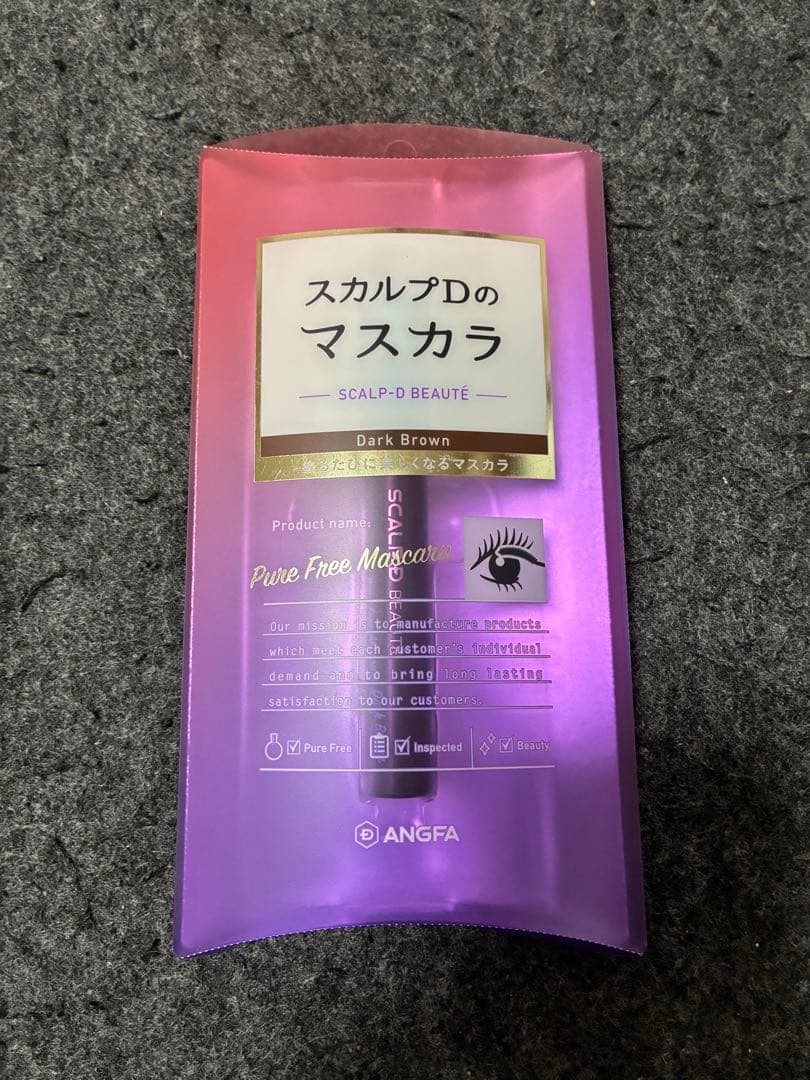 スカルプDの
マスカラ
SCALP-D BEAUTÉ
Dark Brown
塗るたびに美しくなるマスカラ
Product name:
Pure Free Mascara
SCALP-D BEAUTÉ
Our mission is to manufacture products
which meet each customer's individual
demand and to bring long lasting
satisfaction to our customers.
Pure Free
Inspected
Beauty
ANGFA